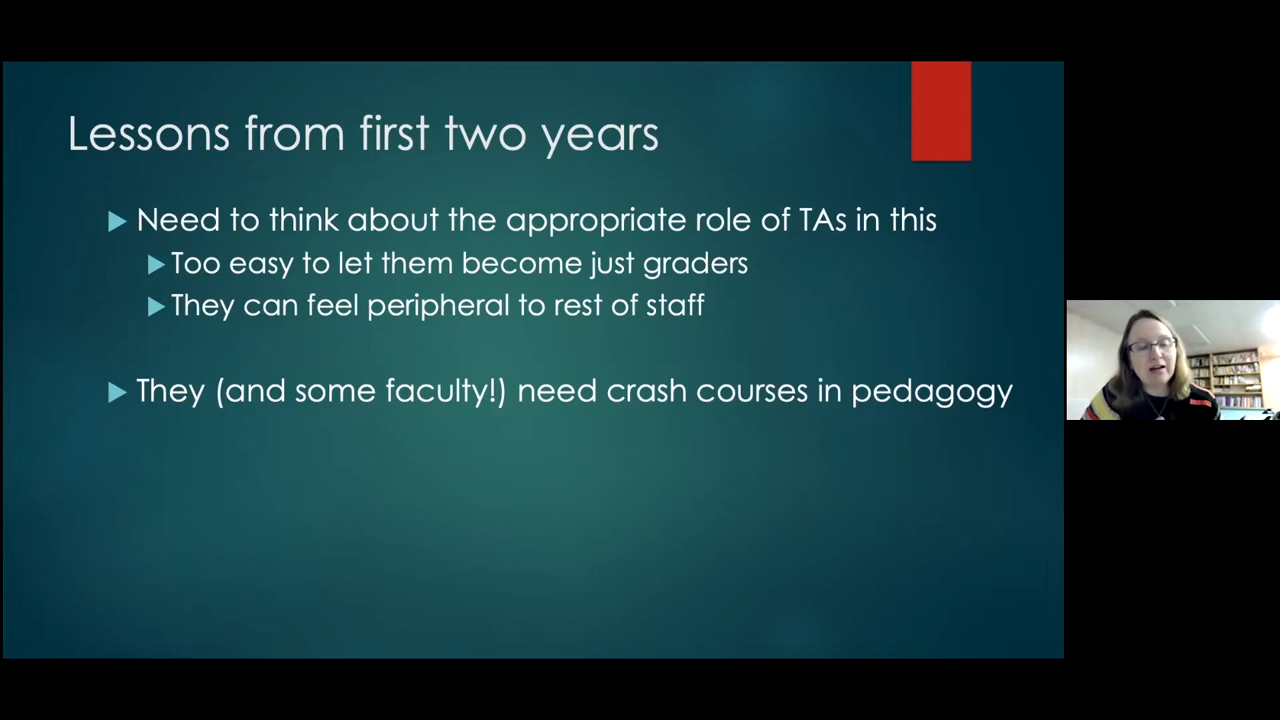 Lessons from first two years
Need to think about the appropriate role of TAs in this
Too easy to let them become just graders
They can feel peripheral to rest of staff
They (and some faculty!) need crash courses in pedagogy